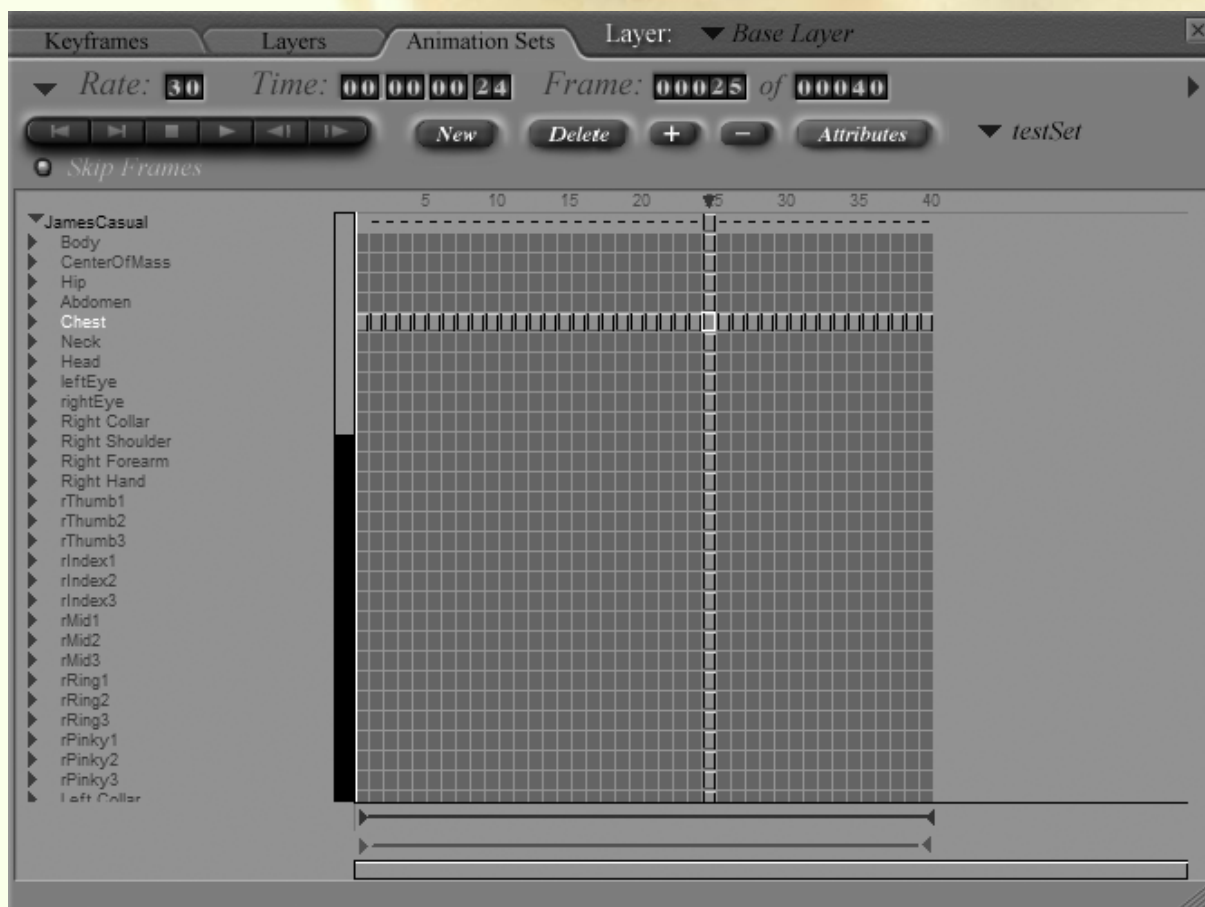 Keyframes Layers Animation Sets Layer: Base Layer
Rate: 30 Time: 00 00 00 24 Frame: 00025 of 00040
New Delete + − Attributes testSet
Skip Frames
5 10 15 20 5 30 35 40
JamesCasual
Body
CenterOfMass
Hip
Abdomen
Chest
Neck
Head
leftEye
rightEye
Right Collar
Right Shoulder
Right Forearm
Right Hand
rThumb1
rThumb2
rThumb3
rIndex1
rIndex2
rIndex3
rMid1
rMid2
rMid3
rRing1
rRing2
rRing3
rPinky1
rPinky2
rPinky3
Left Collar